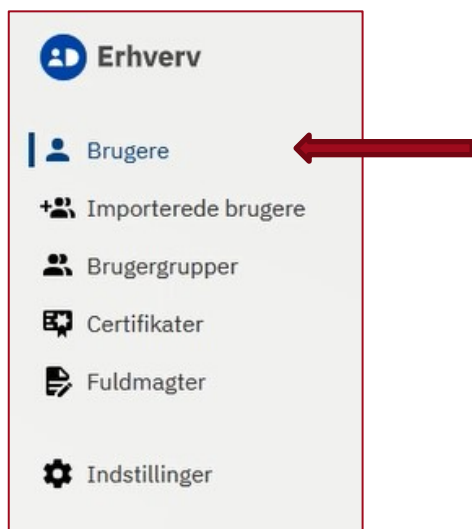 Erhverv
Brugere
Importerede brugere
Brugergrupper
Certifikater
Fuldmagter
Indstillinger